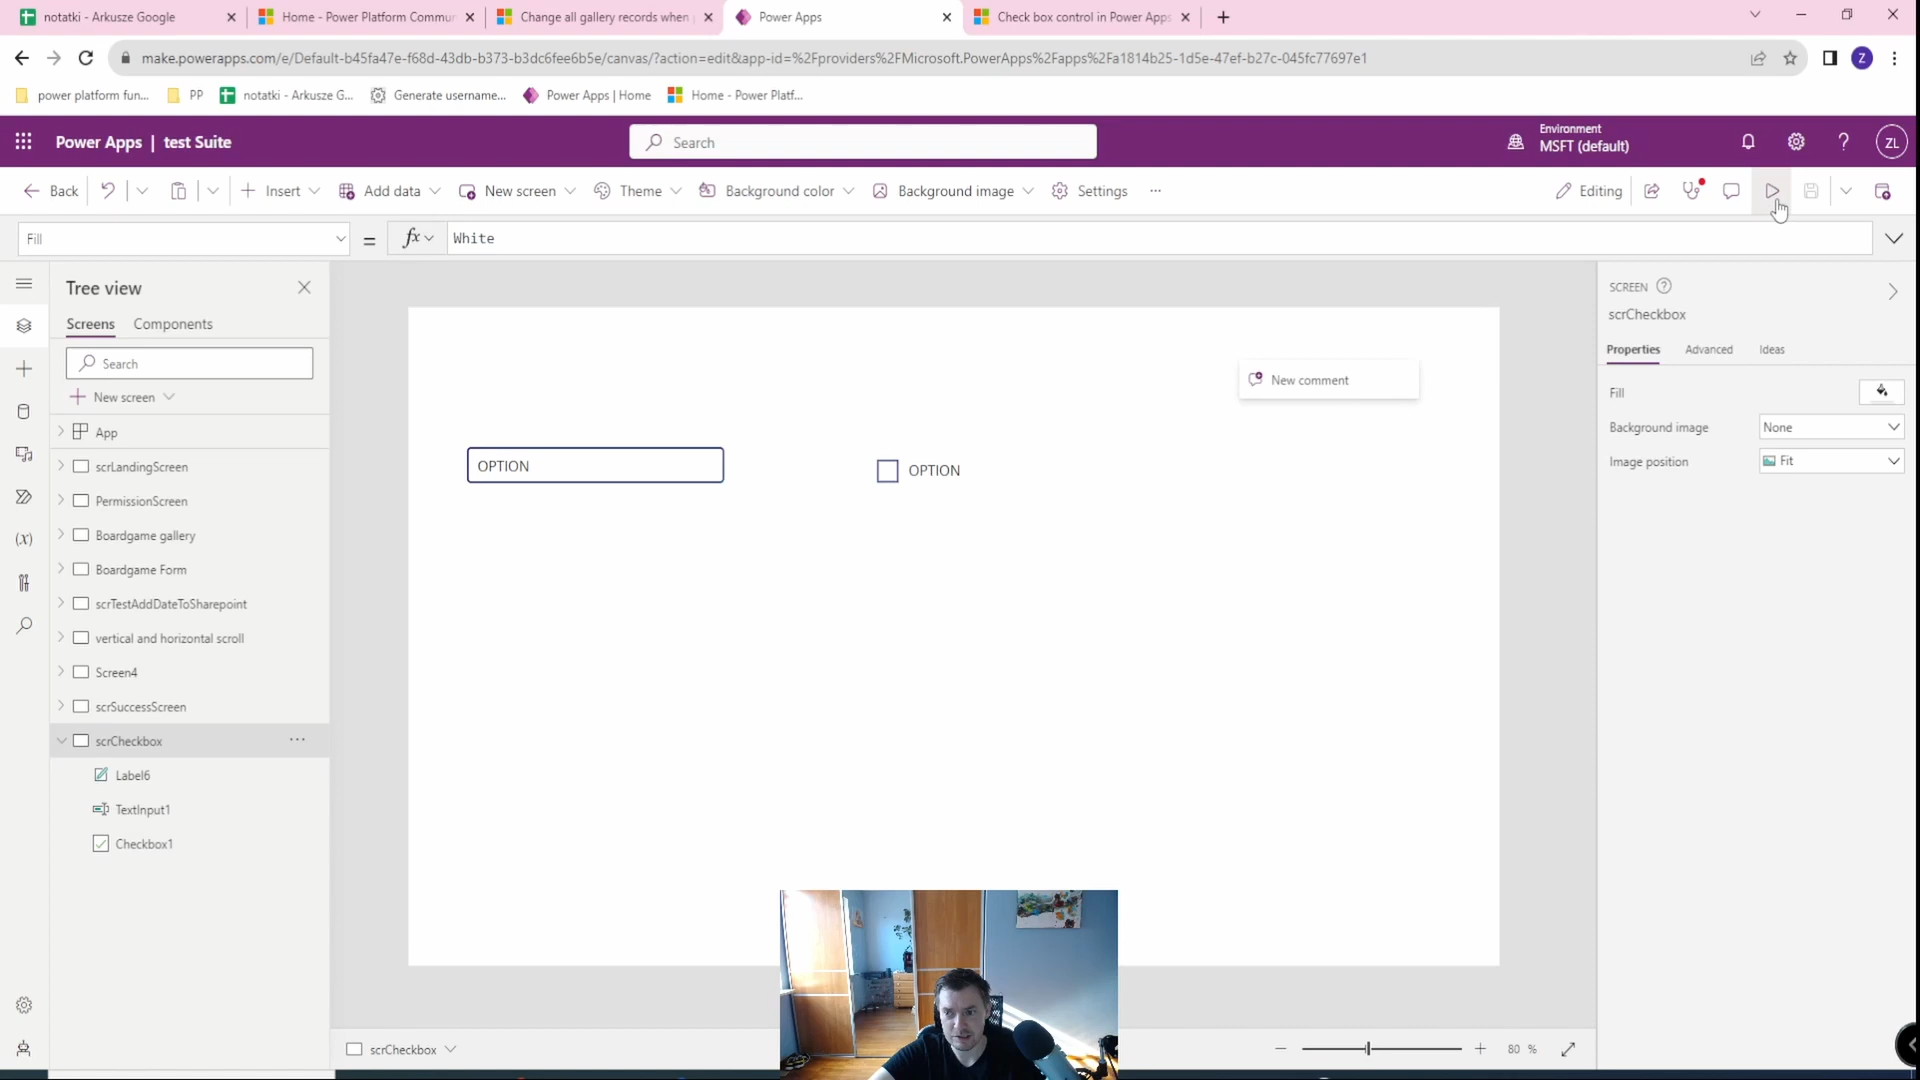 notatki - Arkusze Google
Home - Power Platform Commun
Change all gallery records when
Power Apps
Check box control in Power Apps
make.powerapps.com/e/Default-b45fa47e-f68d-43db-b373-b3dc6fee6b5e/canvas/?action=edit&app-id=%2Fproviders%2FMicrosoft.PowerApps%2Fapps%2Fa1814b25-1d5e-47ef-b27c-045fc77697e1
Z
power platform fun...
PP
notatki - Arkusze G...
Generate username...
Power Apps | Home
Home - Power Platf...
Power Apps | test Suite
Search
Environment
MSFT (default)
?
ZL
Back
Insert
Add data
New screen
Theme
Background color
Background image
Settings
...
Editing
Fill
=
fx
White
Tree view
Screens
Components
Search
New screen
App
scrLandingScreen
PermissionScreen
Boardgame gallery
Boardgame Form
scrTestAddDateToSharepoint
vertical and horizontal scroll
Screen4
scrSuccessScreen
scrCheckbox
...
Label6
TextInput1
Checkbox1
(x)
New comment
OPTION
OPTION
SCREEN ?
scrCheckbox
Properties
Advanced
Ideas
Fill
Background image
None
Image position
Fit
scrCheckbox
80 %